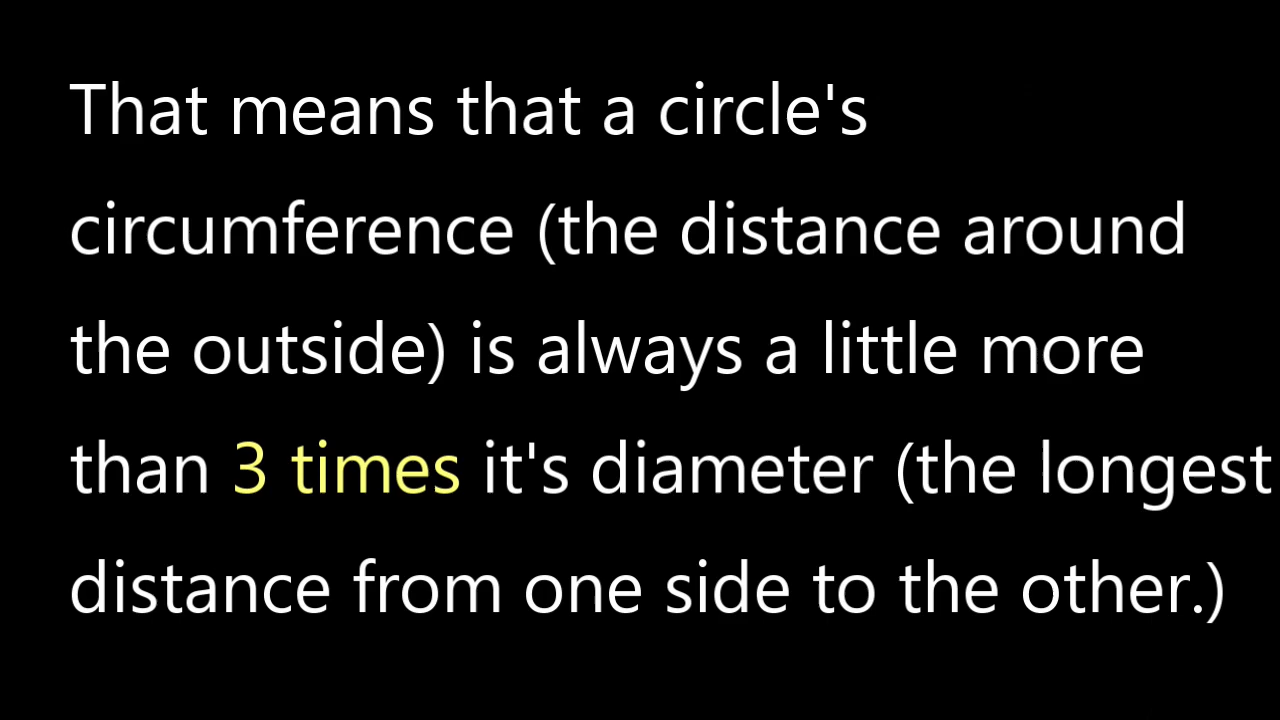 That means that a circle's
circumference (the distance around
the outside) is always a little more
than 3 times it's diameter (the longest
distance from one side to the other.)